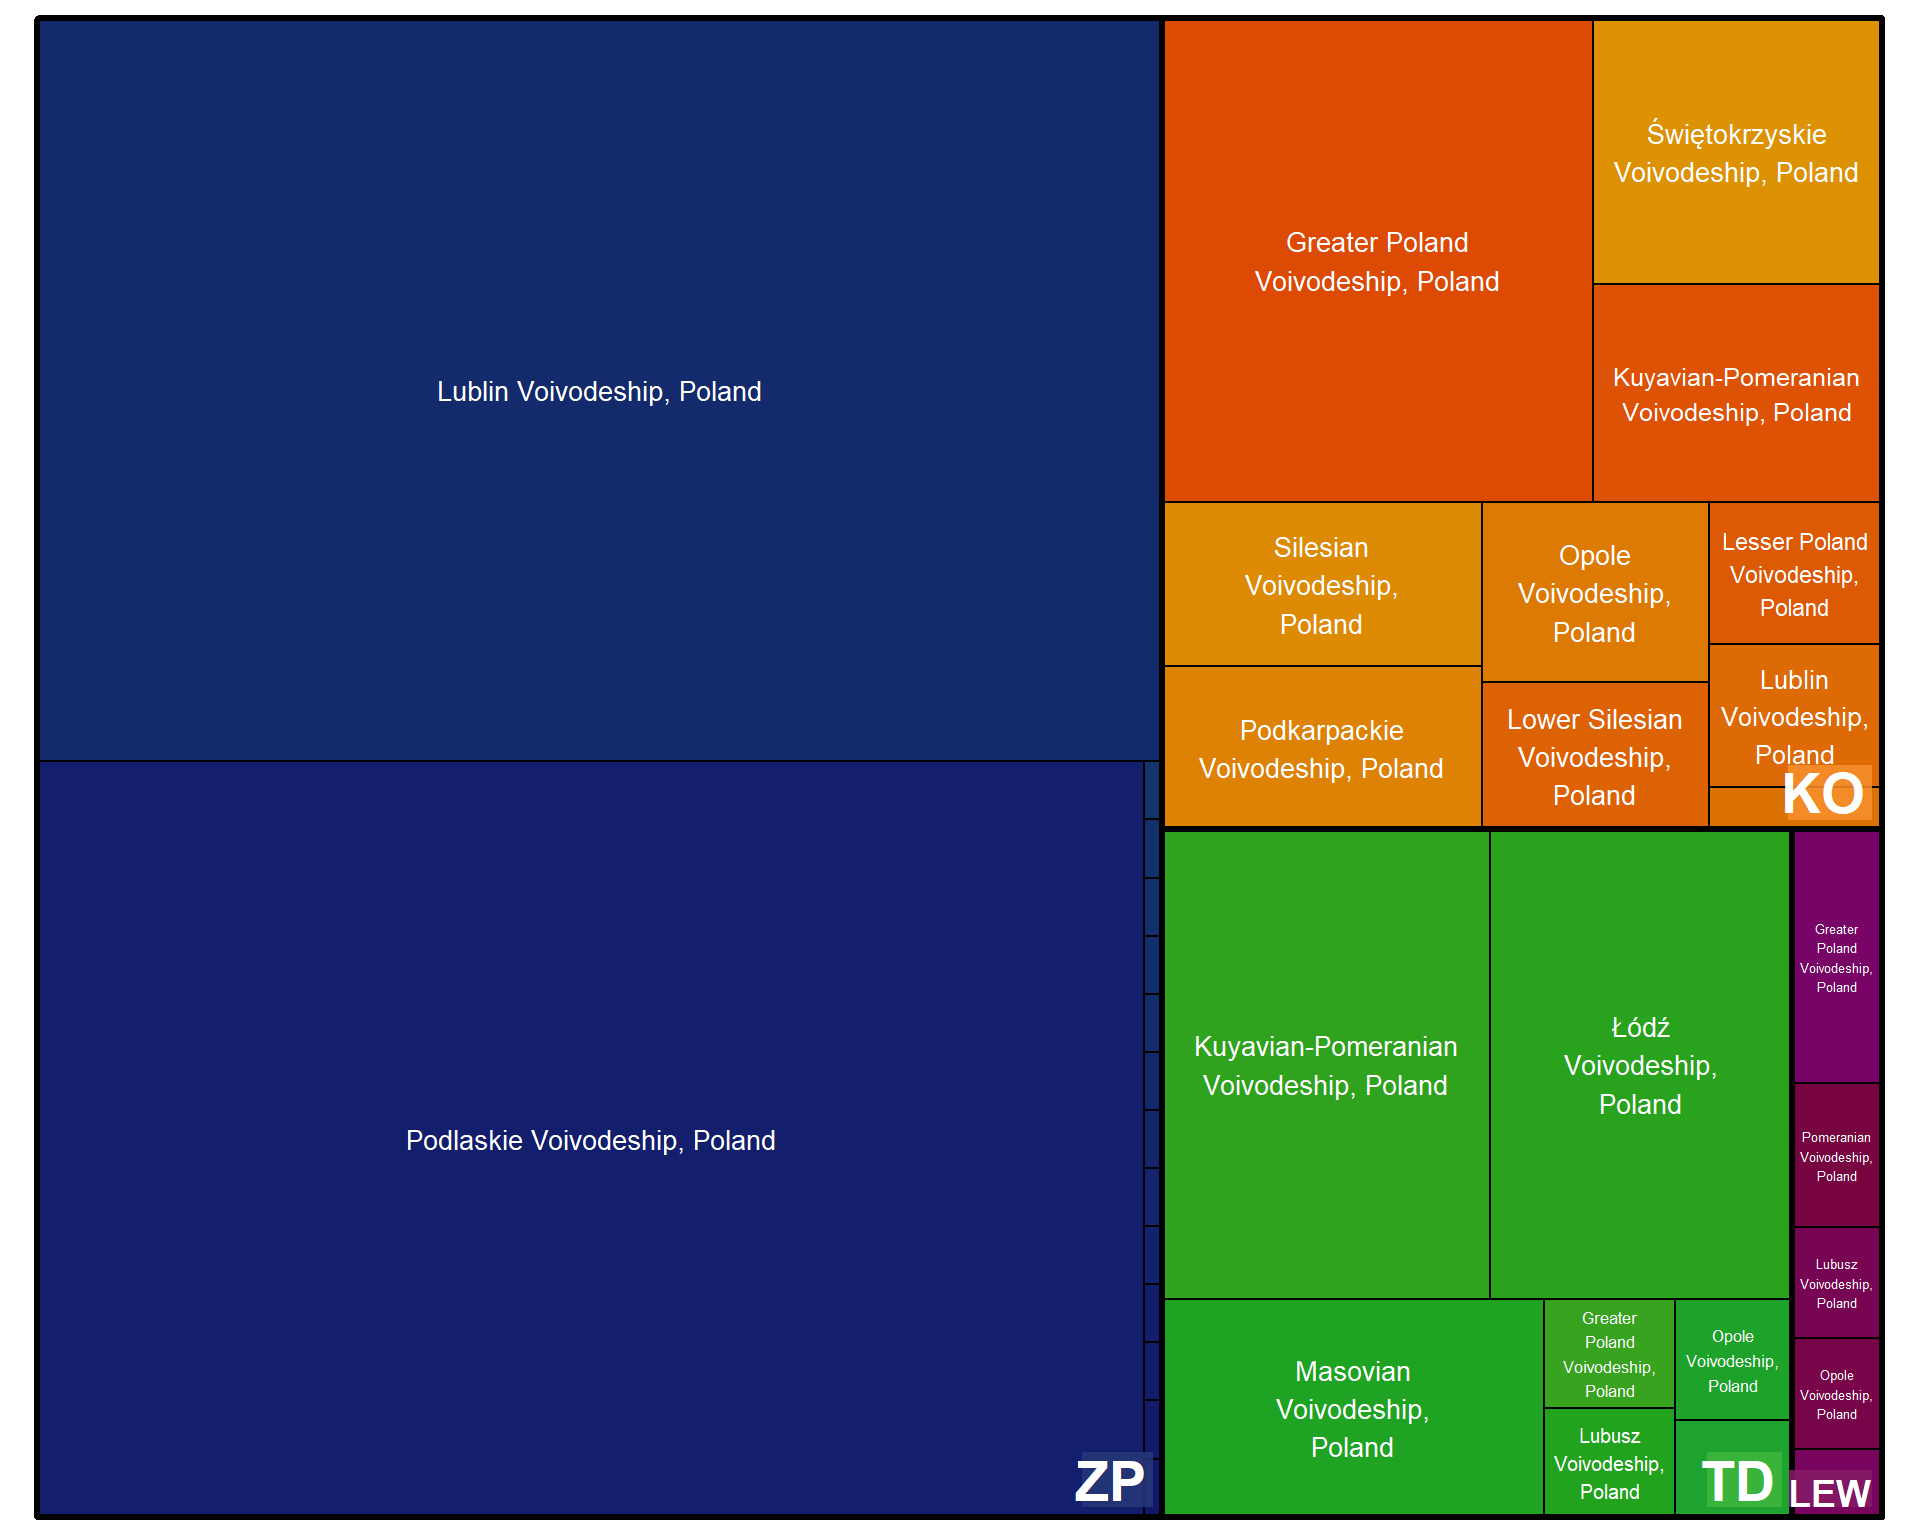 Lublin Voivodeship, Poland
Podlaskie Voivodeship, Poland
ZP
Greater Poland
Voivodeship, Poland
Świętokrzyskie
Voivodeship, Poland
Kuyavian-Pomeranian
Voivodeship, Poland
Silesian
Voivodeship,
Poland
Podkarpackie
Voivodeship, Poland
Opole
Voivodeship,
Poland
Lower Silesian
Voivodeship,
Poland
Lesser Poland
Voivodeship,
Poland
Lublin
Voivodeship,
Poland
KO
Kuyavian-Pomeranian
Voivodeship, Poland
Łódź
Voivodeship,
Poland
Masovian
Voivodeship,
Poland
Greater
Poland
Voivodeship,
Poland
Lubusz
Voivodeship,
Poland
Opole
Voivodeship,
Poland
TD
Greater
Poland
Voivodeship,
Poland
Pomeranian
Voivodeship,
Poland
Lubusz
Voivodeship,
Poland
Opole
Voivodeship,
Poland
LEW